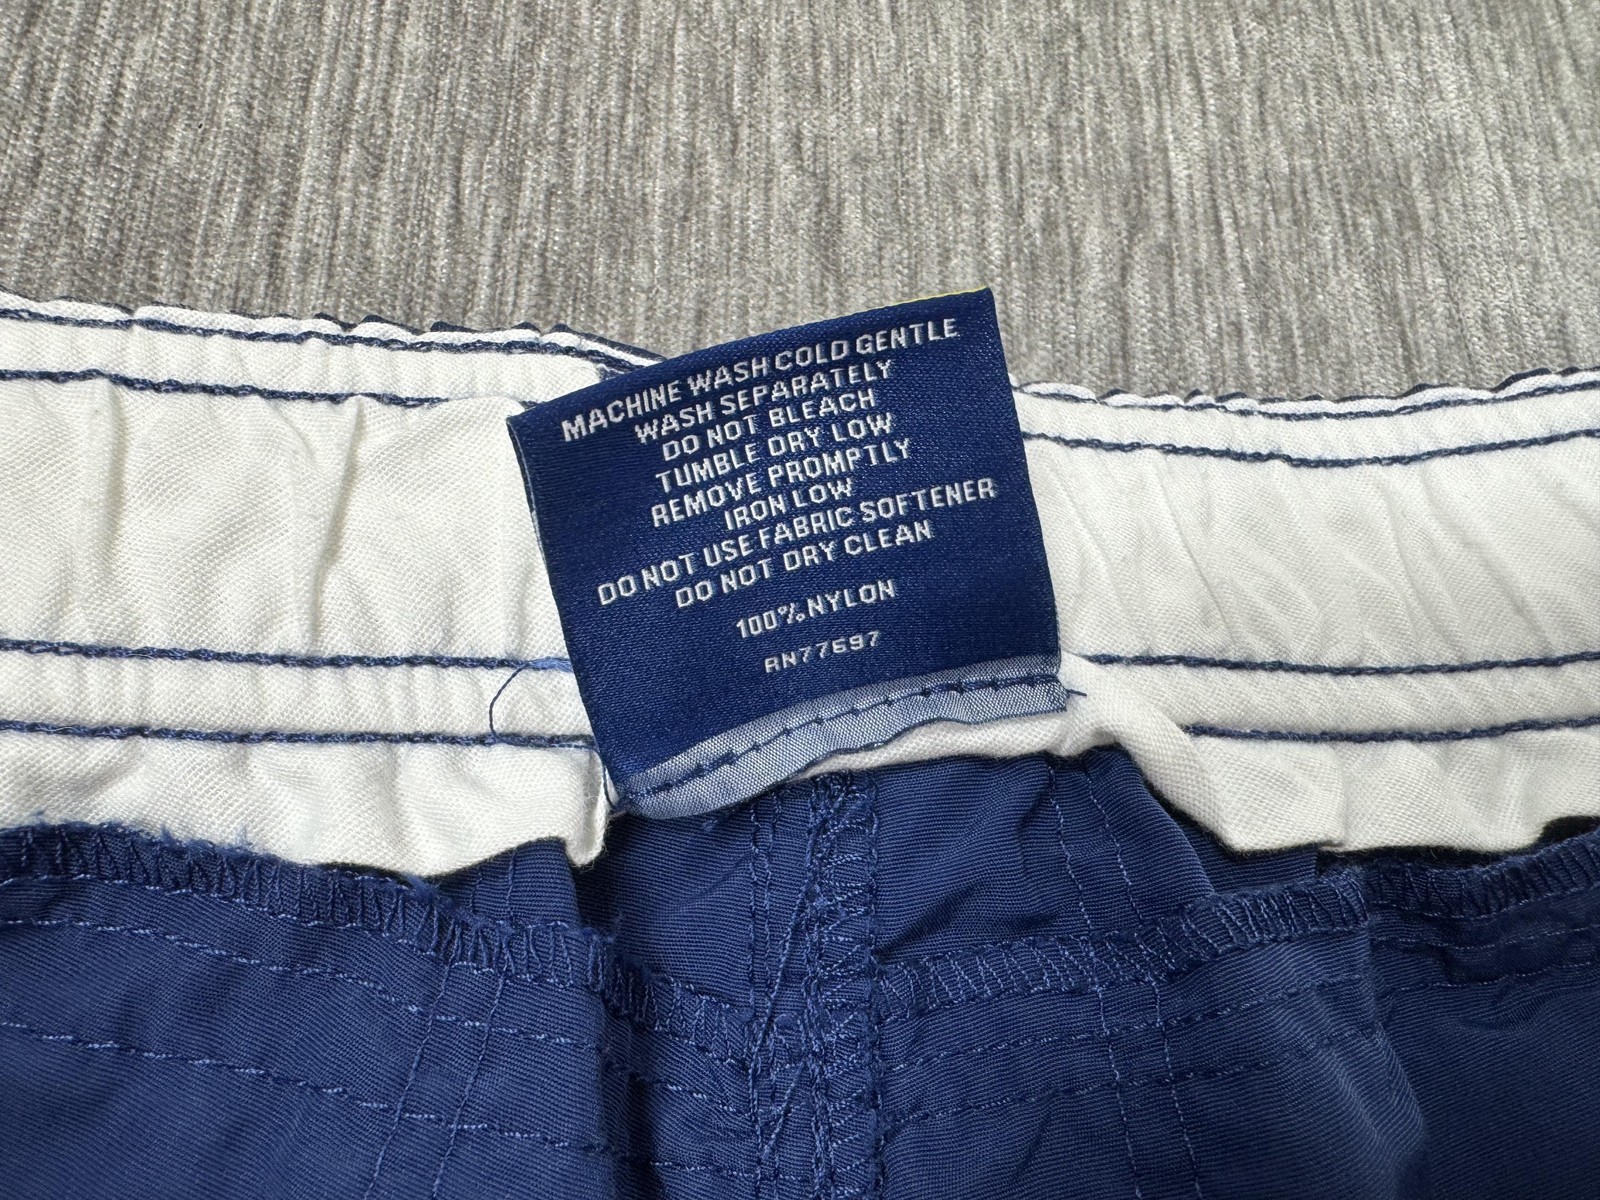 MACHINE WASH COLD GENTLE
WASH SEPARATELY
DO NOT BLEACH
TUMBLE DRY LOW
REMOVE PROMPTLY
IRON LOW
DO NOT USE FABRIC SOFTENER
DO NOT DRY CLEAN
100% NYLON
RN77697